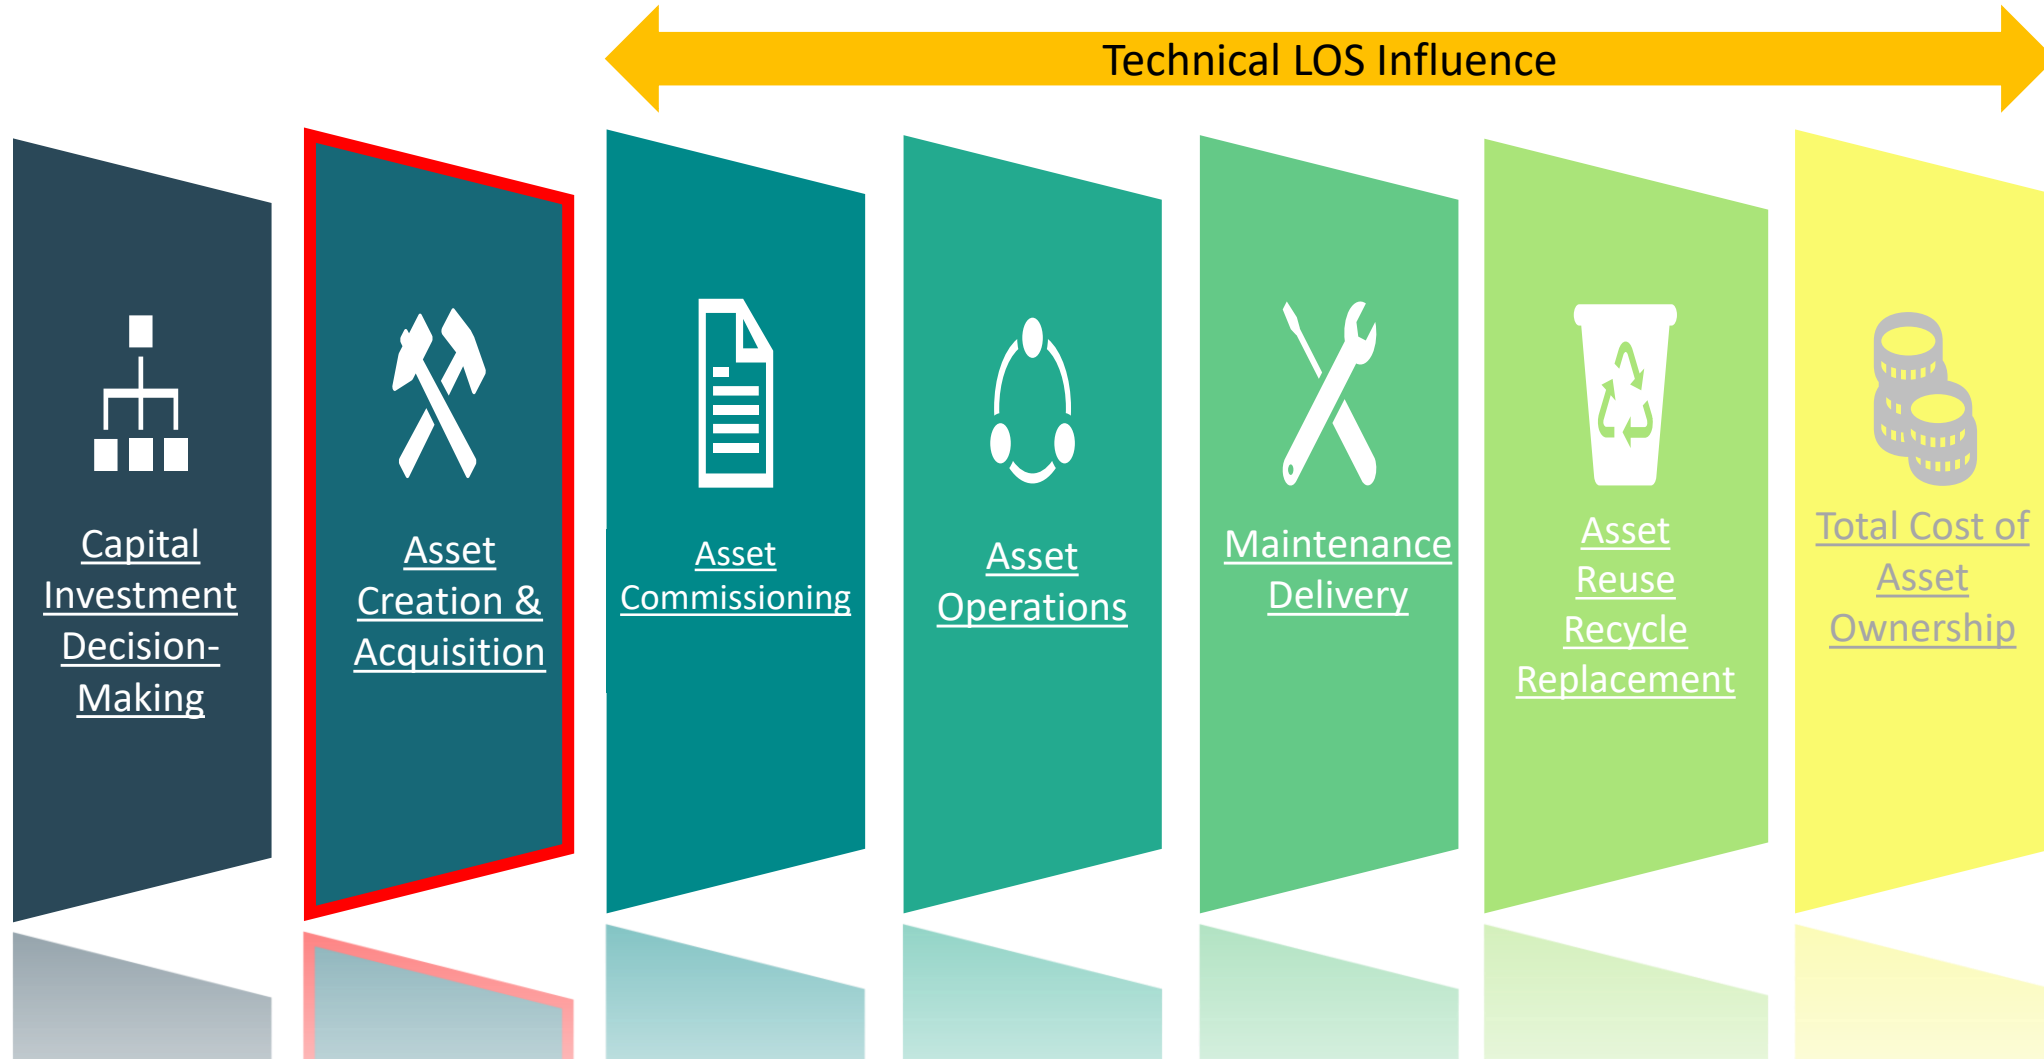 Technical LOS Influence
Capital
Investment
Decision-
Making
Asset
Creation &
Acquisition
Asset
Commissioning
Asset
Operations
Maintenance
Delivery
Asset
Reuse
Recycle
Replacement
Total Cost of
Asset
Ownership